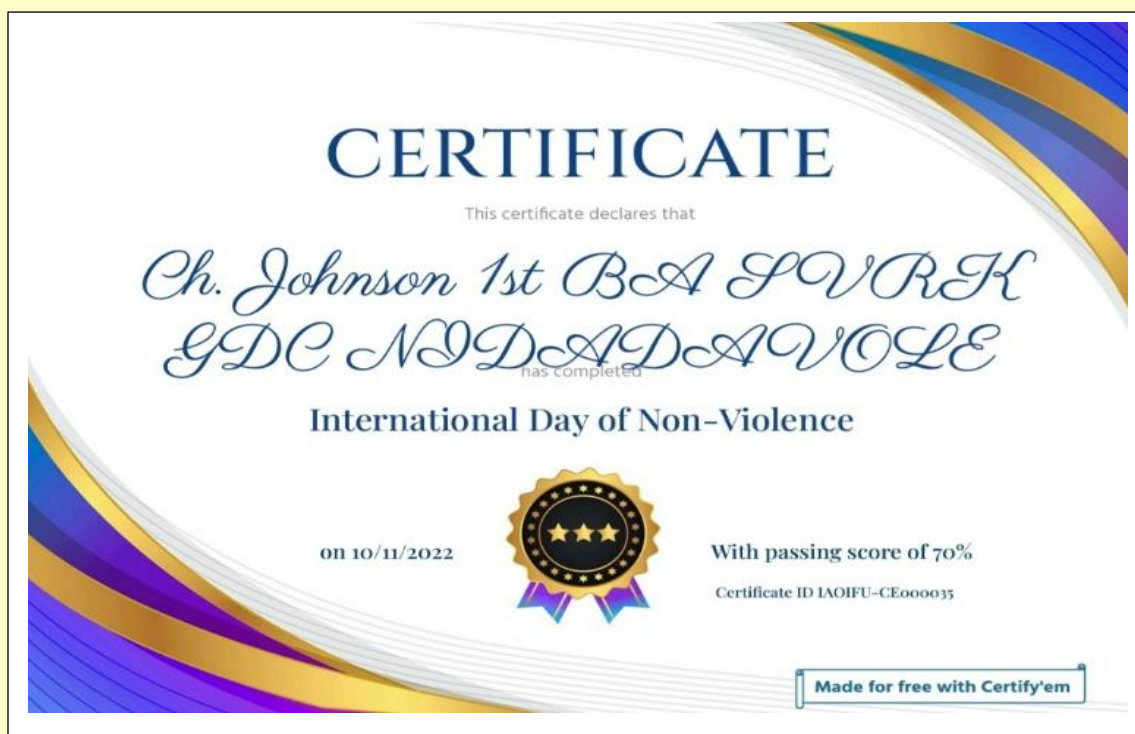 CERTIFICATE
This certificate declares that
Ch. Johnson 1st BA SVRK
GDC NIDADAVOLE
has completed
International Day of Non-Violence
on 10/11/2022
With passing score of 70%
Certificate ID IAOIFU-CE000035
Made for free with Certify'em